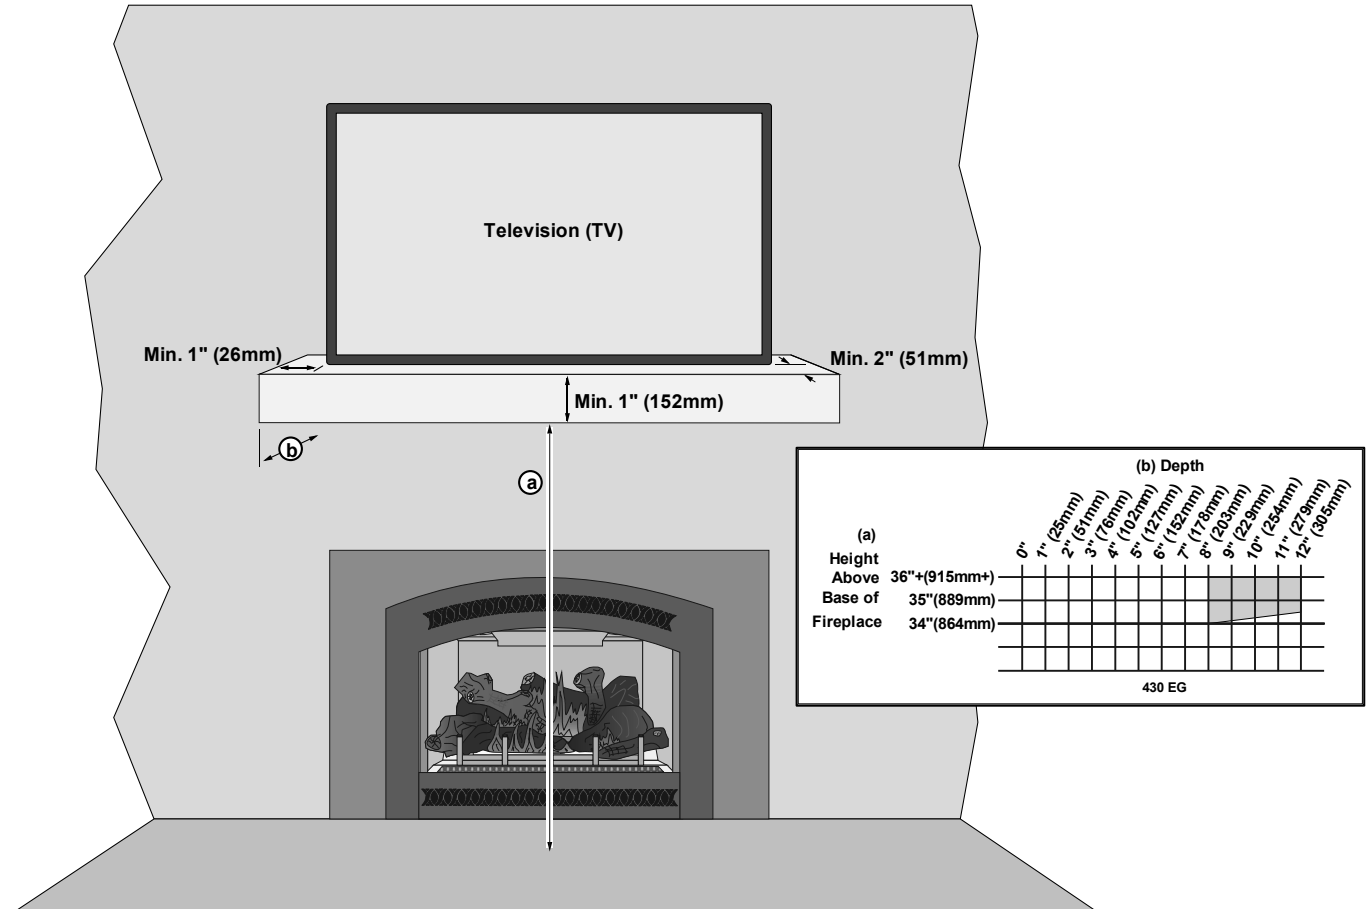 Television (TV)
Min. 1" (26mm)
Min. 2" (51mm)
Min. 1" (152mm)
b
a
(b) Depth
0"
1" (25mm)
2" (51mm)
3" (76mm)
4" (102mm)
5" (127mm)
6" (152mm)
7" (178mm)
8" (203mm)
9" (229mm)
10" (254mm)
11" (279mm)
12" (305mm)
(a)
Height
Above
Base of
Fireplace
36"+(915mm+)
35"(889mm)
34"(864mm)
430 EG